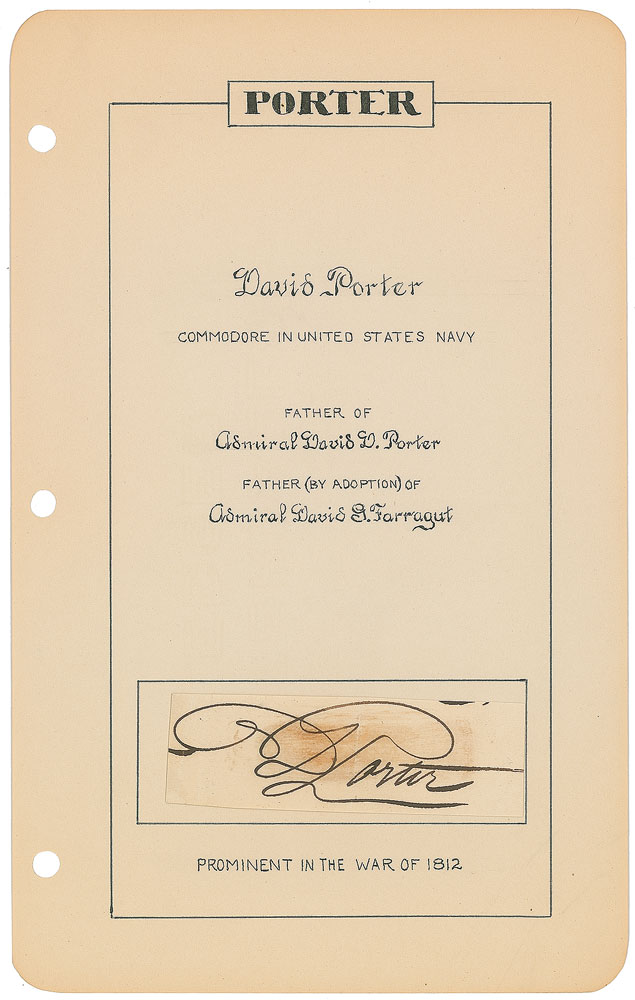 PORTER
David Porter
COMMODORE IN UNITED STATES NAVY
FATHER OF
Admiral David D. Porter
FATHER (BY ADOPTION) OF
Admiral David G. Farragut
D Porter
PROMINENT IN THE WAR OF 1812